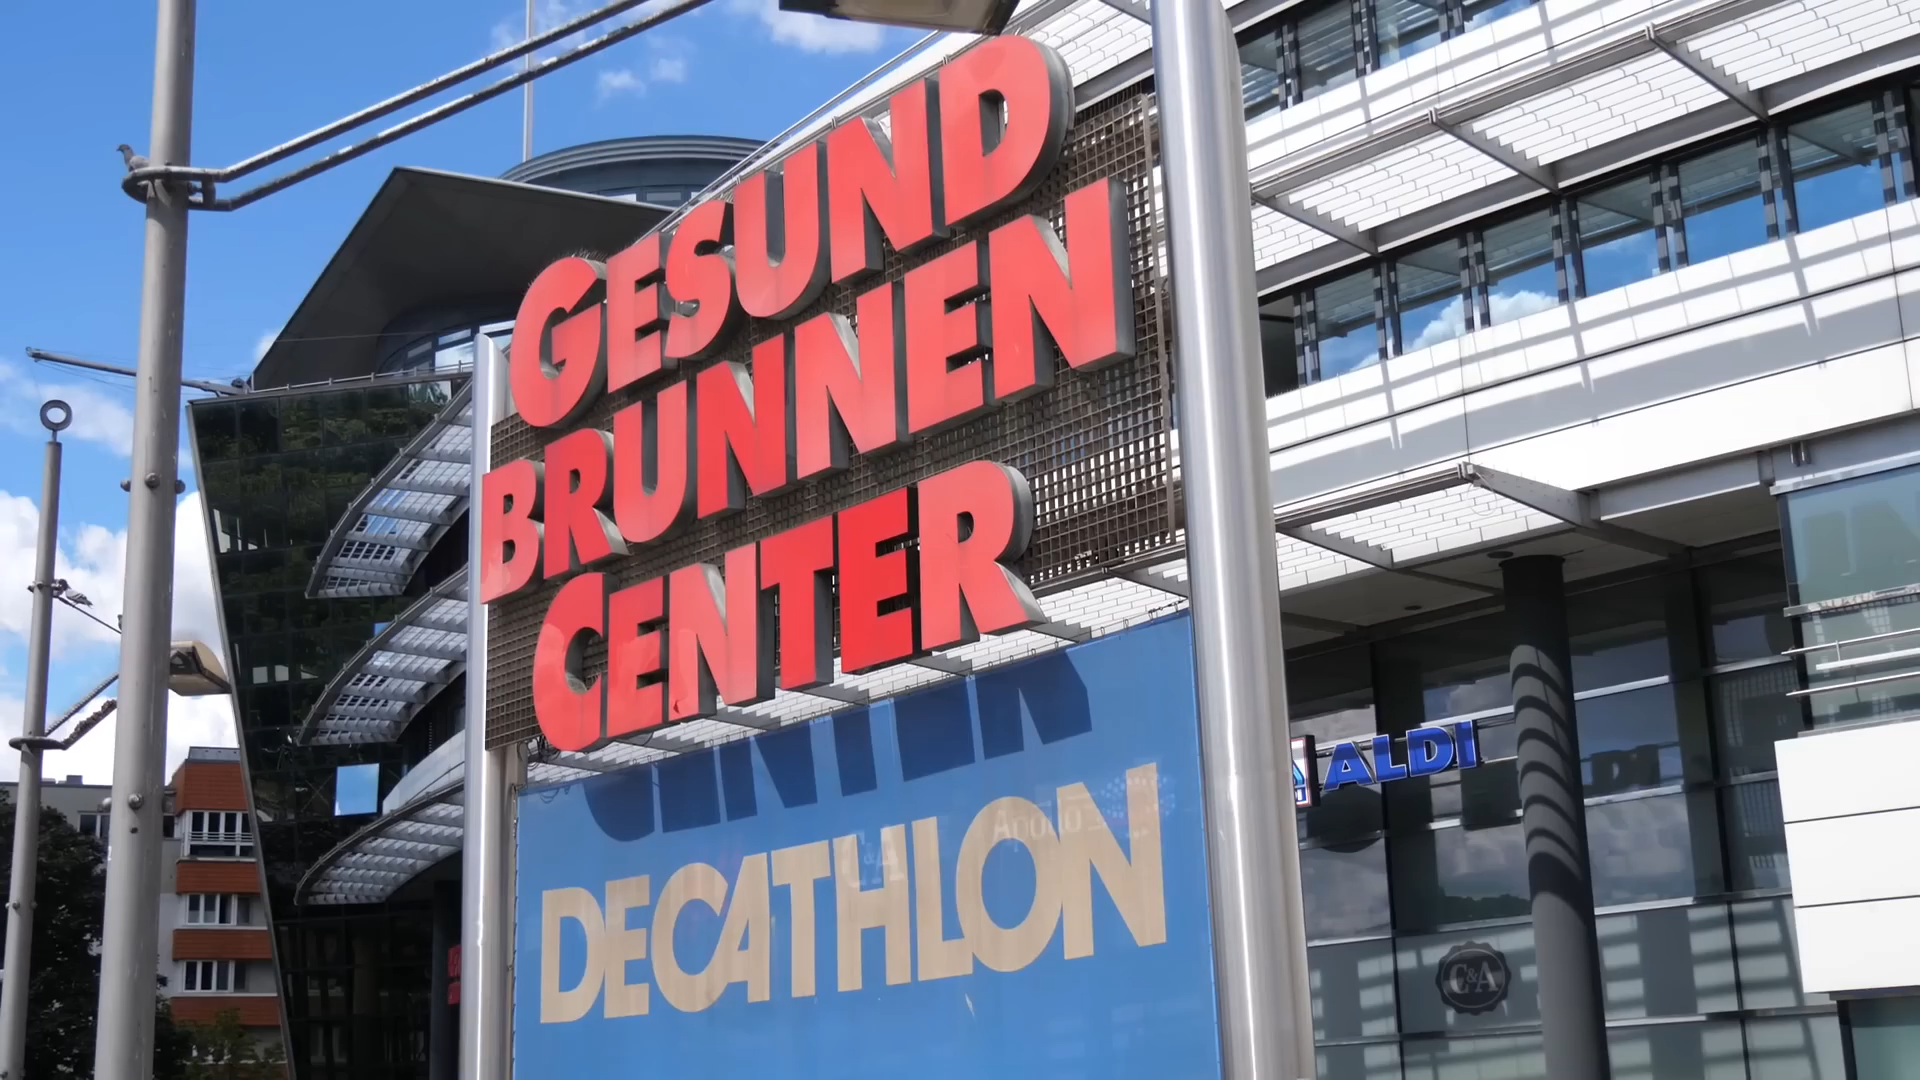 GESUND
BRUNNEN
CENTER
DECATHLON
ALDI
C&A